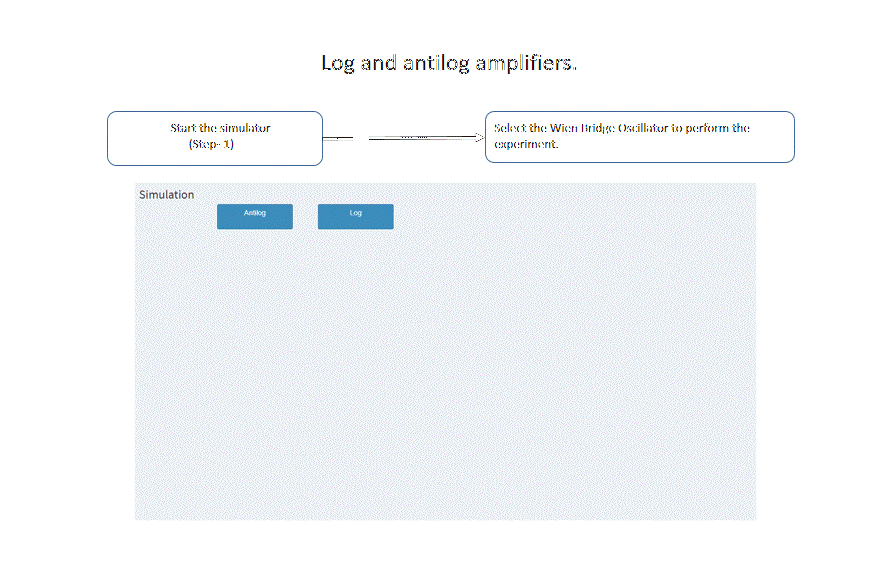 Log and antilog amplifiers.
Start the simulator
(Step- 1)
Select the Wien Bridge Oscillator to perform the
experiment.
Simulation
Antilog
Log